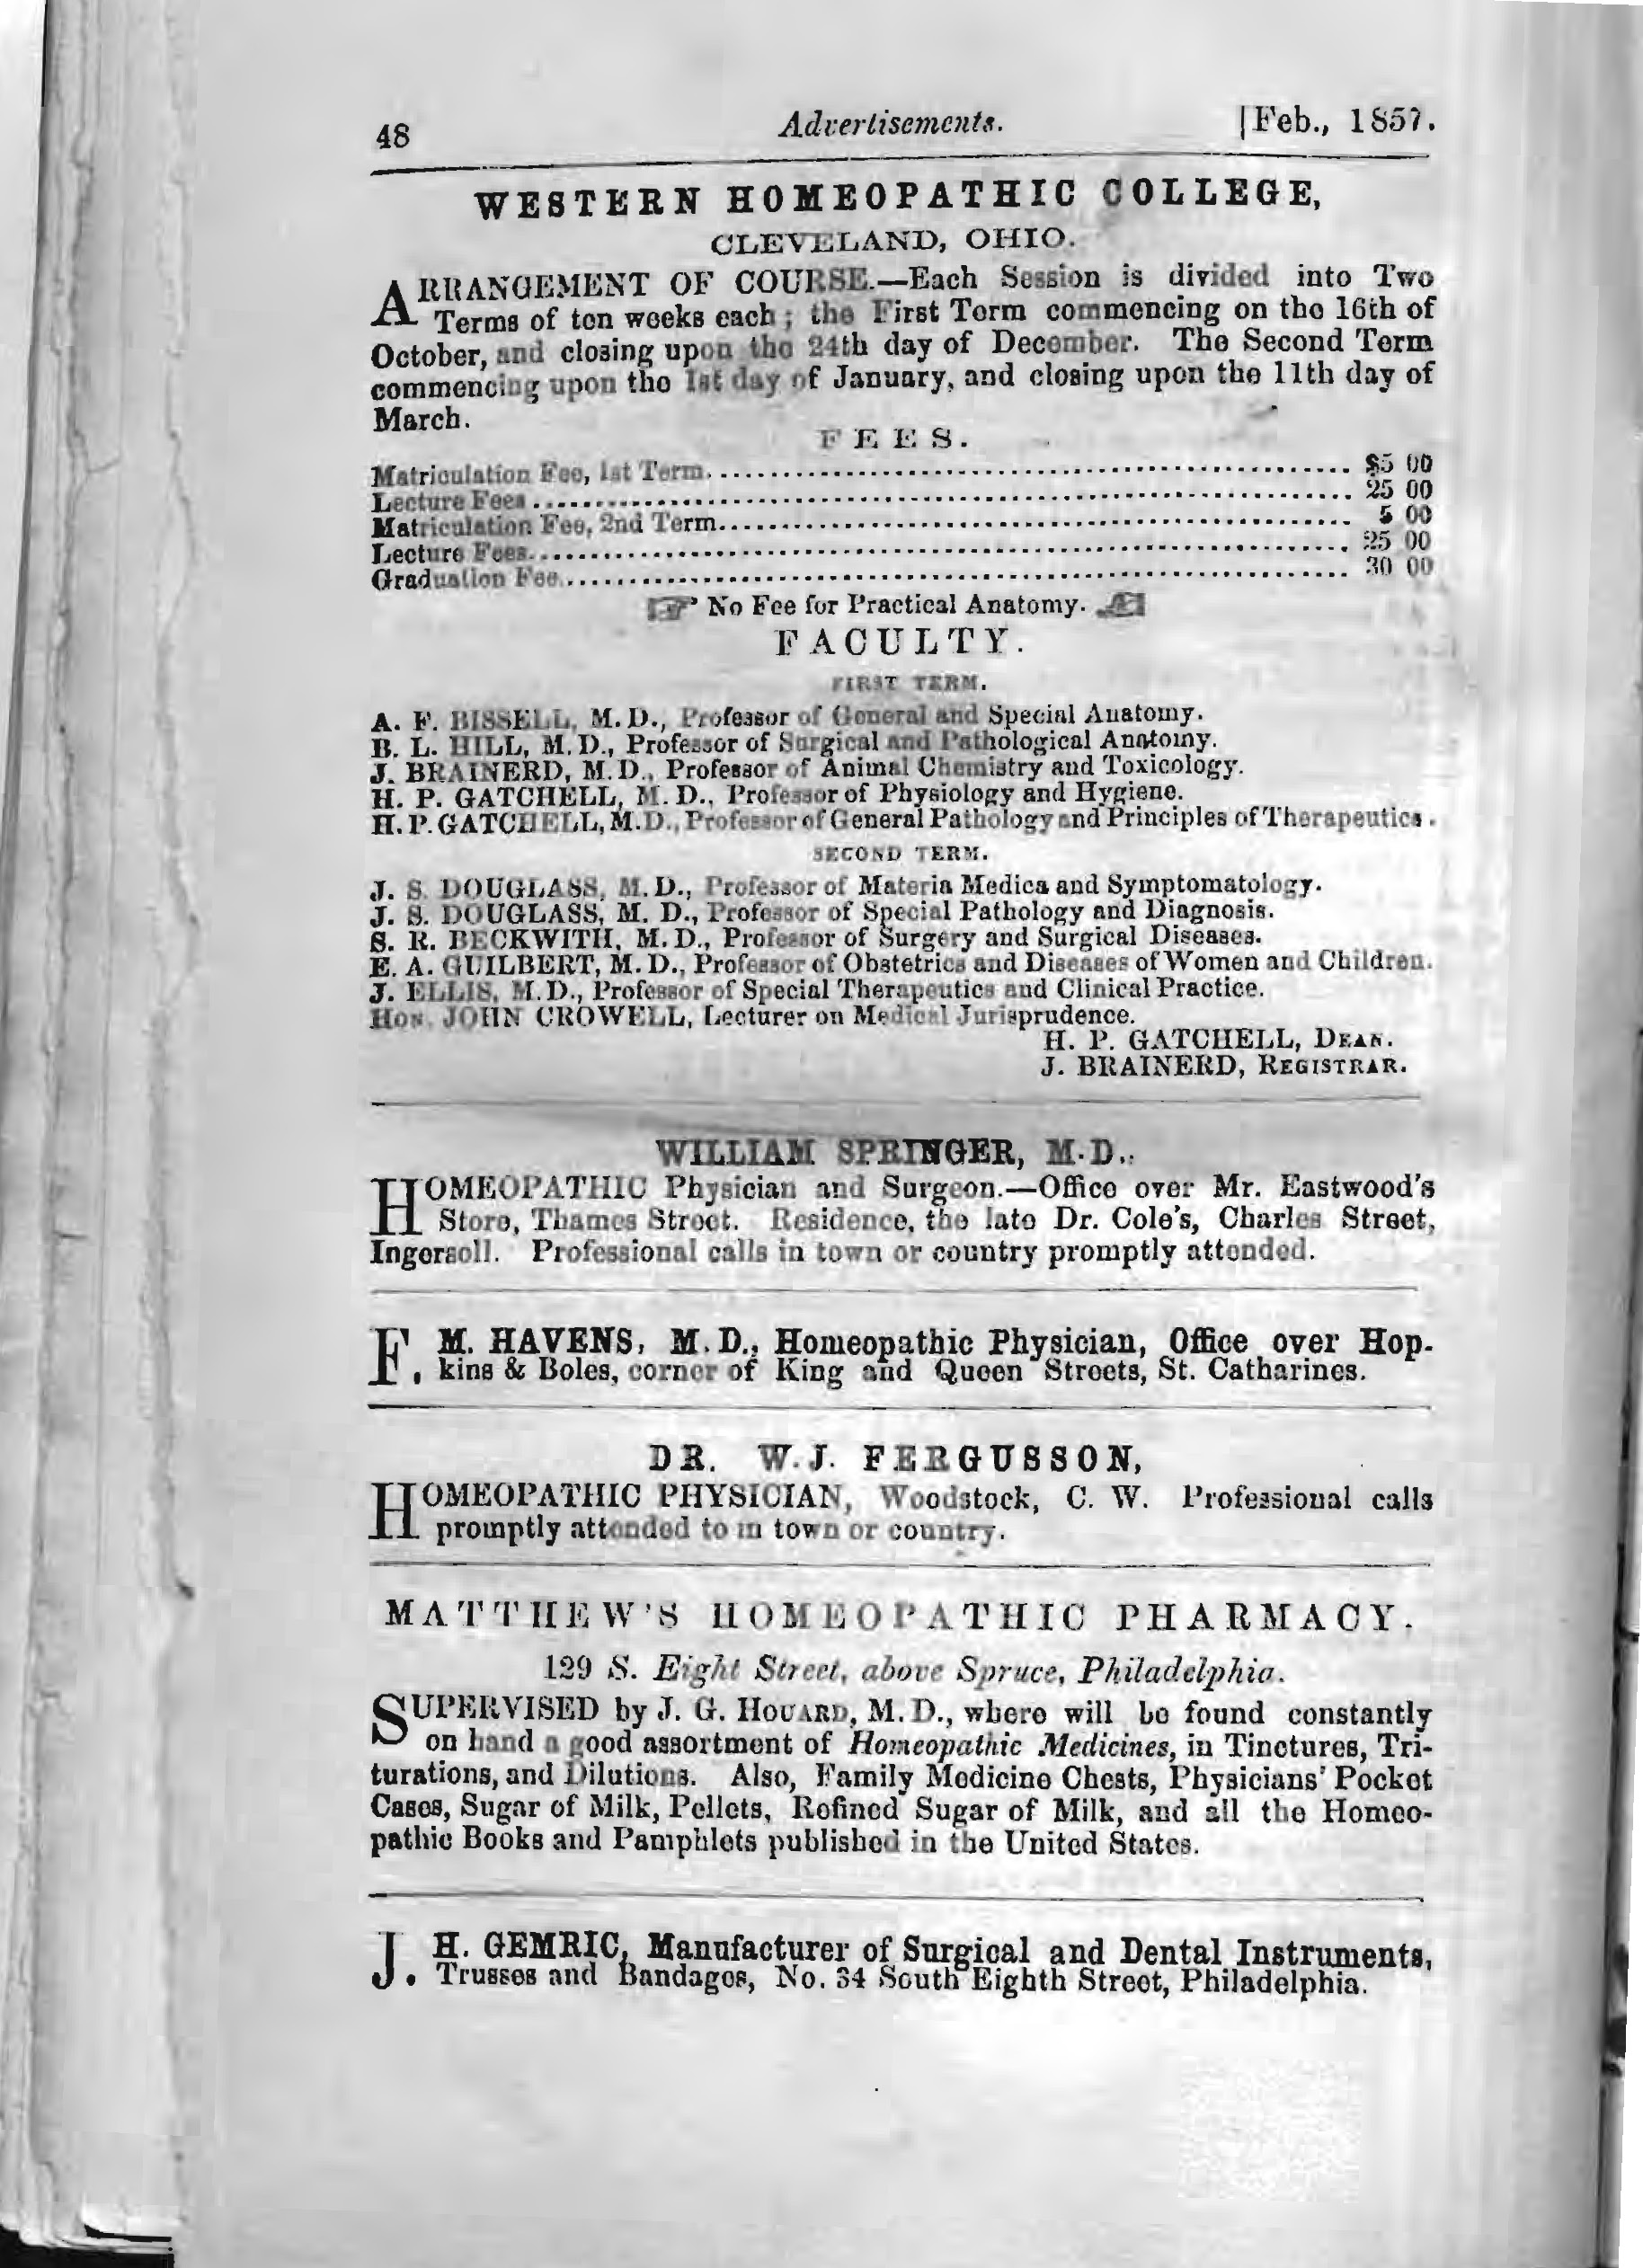 48 Advertisements. [Feb., 1857.
WESTERN HOMEOPATHIC COLLEGE,
CLEVELAND, OHIO.
ARRANGEMENT OF COURSE.—Each Session is divided into Two
Terms of ten weeks each; the First Term commencing on the 16th of
October, and closing upon the 24th day of December. The Second Term
commencing upon the 1st day of January, and closing upon the 11th day of
March.
FEES.
Matriculation Fee, 1st Term. $5 00
Lecture Fees 25 00
Matriculation Fee, 2nd Term. 5 00
Lecture Fees. 25 00
Graduation Fee. 30 00
☞ No Fee for Practical Anatomy. ☜
FACULTY.
FIRST TERM.
A. F. BISSELL, M.D., Professor of General and Special Anatomy.
B. L. HILL, M.D., Professor of Surgical and Pathological Anatomy.
J. BRAINERD, M.D., Professor of Animal Chemistry and Toxicology.
H. P. GATCHELL, M.D., Professor of Physiology and Hygiene.
H. P. GATCHELL, M.D., Professor of General Pathology and Principles of Therapeutics.
SECOND TERM.
J. S. DOUGLASS, M.D., Professor of Materia Medica and Symptomatology.
J. S. DOUGLASS, M. D., Professor of Special Pathology and Diagnosis.
S. R. BECKWITH, M.D., Professor of Surgery and Surgical Diseases.
E. A. GUILBERT, M.D., Professor of Obstetrics and Diseases of Women and Children.
J. ELLIS, M.D., Professor of Special Therapeutics and Clinical Practice.
HON. JOHN CROWELL, Lecturer on Medical Jurisprudence.
H. P. GATCHELL, DEAN.
J. BRAINERD, REGISTRAR.
WILLIAM SPRINGER, M.D.,
HOMEOPATHIC Physician and Surgeon.—Office over Mr. Eastwood's
Store, Thames Street. Residence, the late Dr. Cole's, Charles Street,
Ingersoll. Professional calls in town or country promptly attended.
F. M. HAVENS, M.D., Homeopathic Physician, Office over Hop-
kins & Boles, corner of King and Queen Streets, St. Catharines.
DR. W. J. FERGUSSON,
HOMEOPATHIC PHYSICIAN, Woodstock, C. W. Professional calls
promptly attended to in town or country.
MATTHEW'S HOMEOPATHIC PHARMACY.
129 S. Eight Street, above Spruce, Philadelphia.
SUPERVISED by J. G. HOUARD, M.D., where will be found constantly
on hand a good assortment of Homeopathic Medicines, in Tinctures, Tri-
turations, and Dilutions. Also, Family Medicine Chests, Physicians' Pocket
Cases, Sugar of Milk, Pellets, Refined Sugar of Milk, and all the Homeo-
pathic Books and Pamphlets published in the United States.
J. H. GEMRIC, Manufacturer of Surgical and Dental Instruments,
Trusses and Bandages, No. 34 South Eighth Street, Philadelphia.